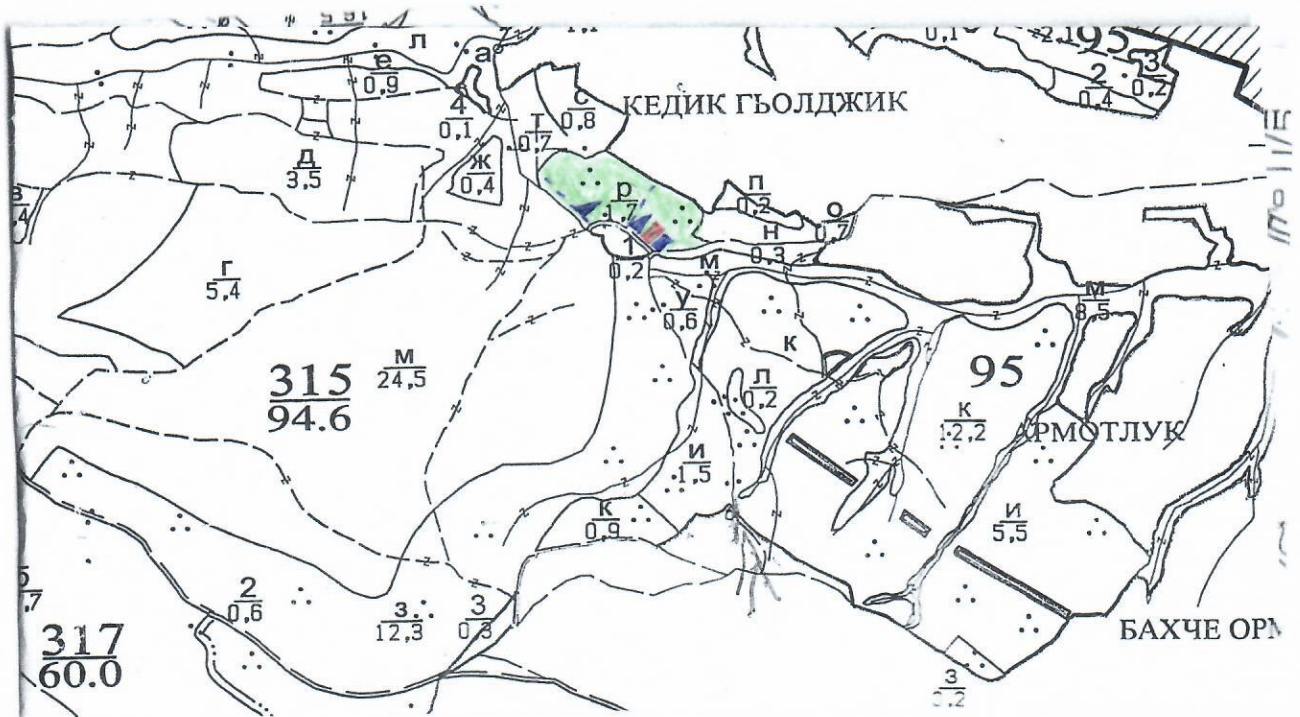 л
а
95
е
0,9
2
0,4
3
0,2
4
0,1
т
0,7
с
0,8
КЕДИК ГЬОЛДЖИК
д
3,5
ж
0,4
р
1,7
п
0,2
о
0,7
н
0,3
1
0,2
м
г
5,4
у
0,6
м
8,5
к
315
94.6
м
24,5
95
л
0,2
к
12,2
АРМОТЛУК
и
1,5
к
0,9
и
5,5
2
0,6
з
12,3
3
0,3
317
60.0
БАХЧЕ ОРМ
з